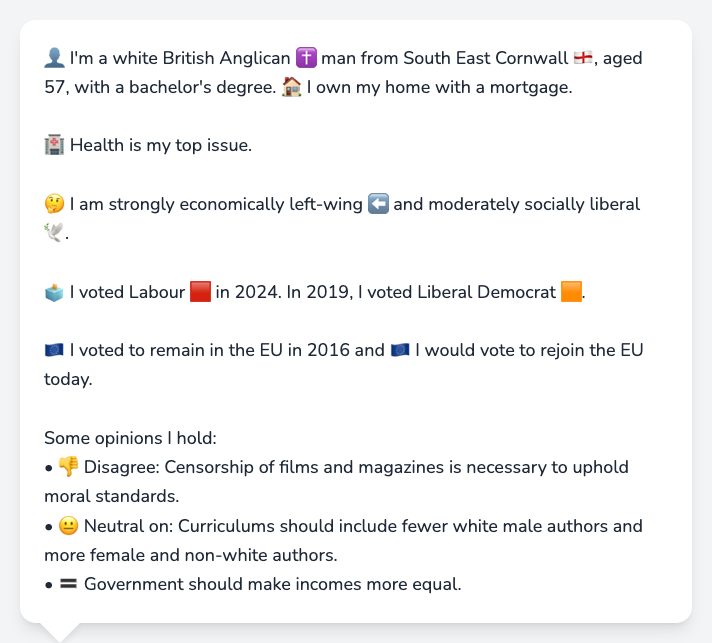 👤 I'm a white British Anglican ✝️ man from South East Cornwall 🏴󠁧󠁢󠁥󠁮󠁧󠁿, aged
57, with a bachelor's degree. 🏠 I own my home with a mortgage.
🏥 Health is my top issue.
🤔 I am strongly economically left-wing ⬅️ and moderately socially liberal
🕊️.
🗳️ I voted Labour 🟥 in 2024. In 2019, I voted Liberal Democrat 🟧.
🇪🇺 I voted to remain in the EU in 2016 and 🇪🇺 I would vote to rejoin the EU
today.
Some opinions I hold:
• 👎 Disagree: Censorship of films and magazines is necessary to uphold
moral standards.
• 😐 Neutral on: Curriculums should include fewer white male authors and
more female and non-white authors.
• 🟰 Government should make incomes more equal.